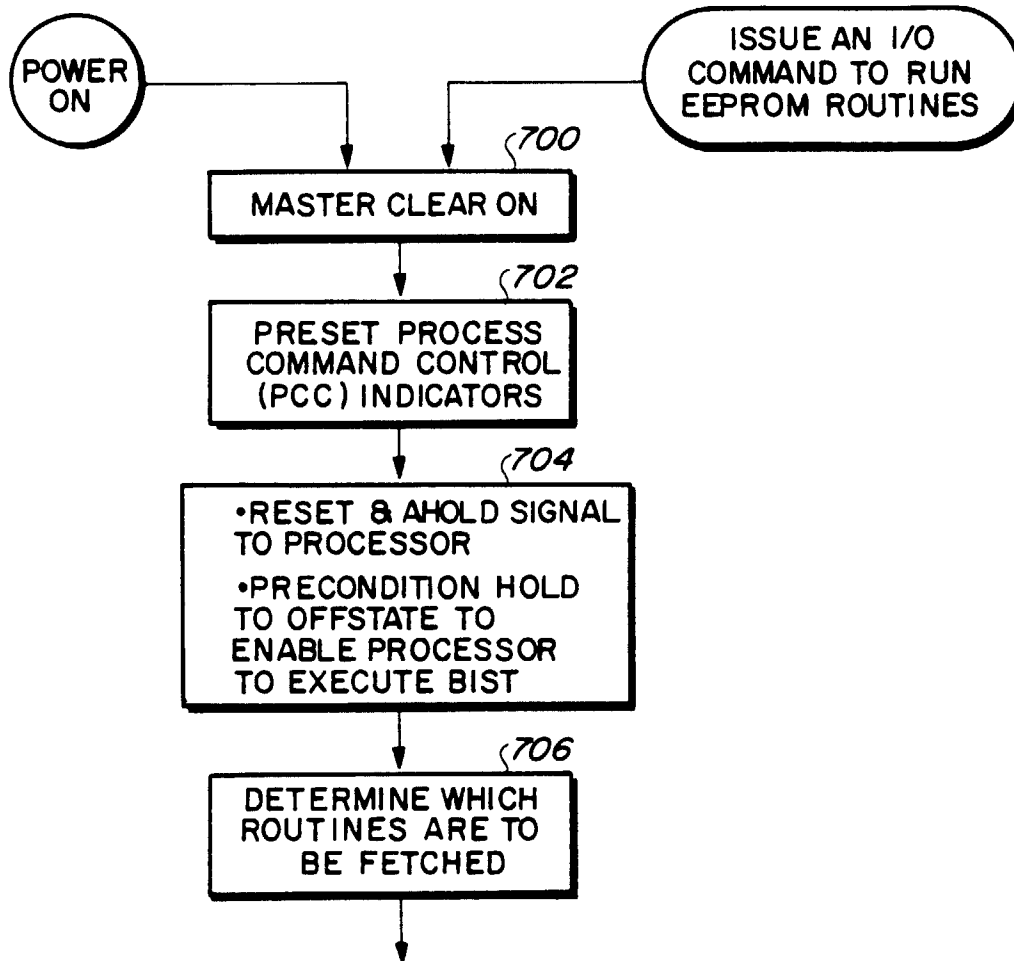 POWER
ON
ISSUE AN I/O
COMMAND TO RUN
EEPROM ROUTINES
700
MASTER CLEAR ON
702
PRESET PROCESS
COMMAND CONTROL
(PCC) INDICATORS
704
•RESET & AHOLD SIGNAL
TO PROCESSOR
•PRECONDITION HOLD
TO OFFSTATE TO
ENABLE PROCESSOR
TO EXECUTE BIST
706
DETERMINE WHICH
ROUTINES ARE TO
BE FETCHED